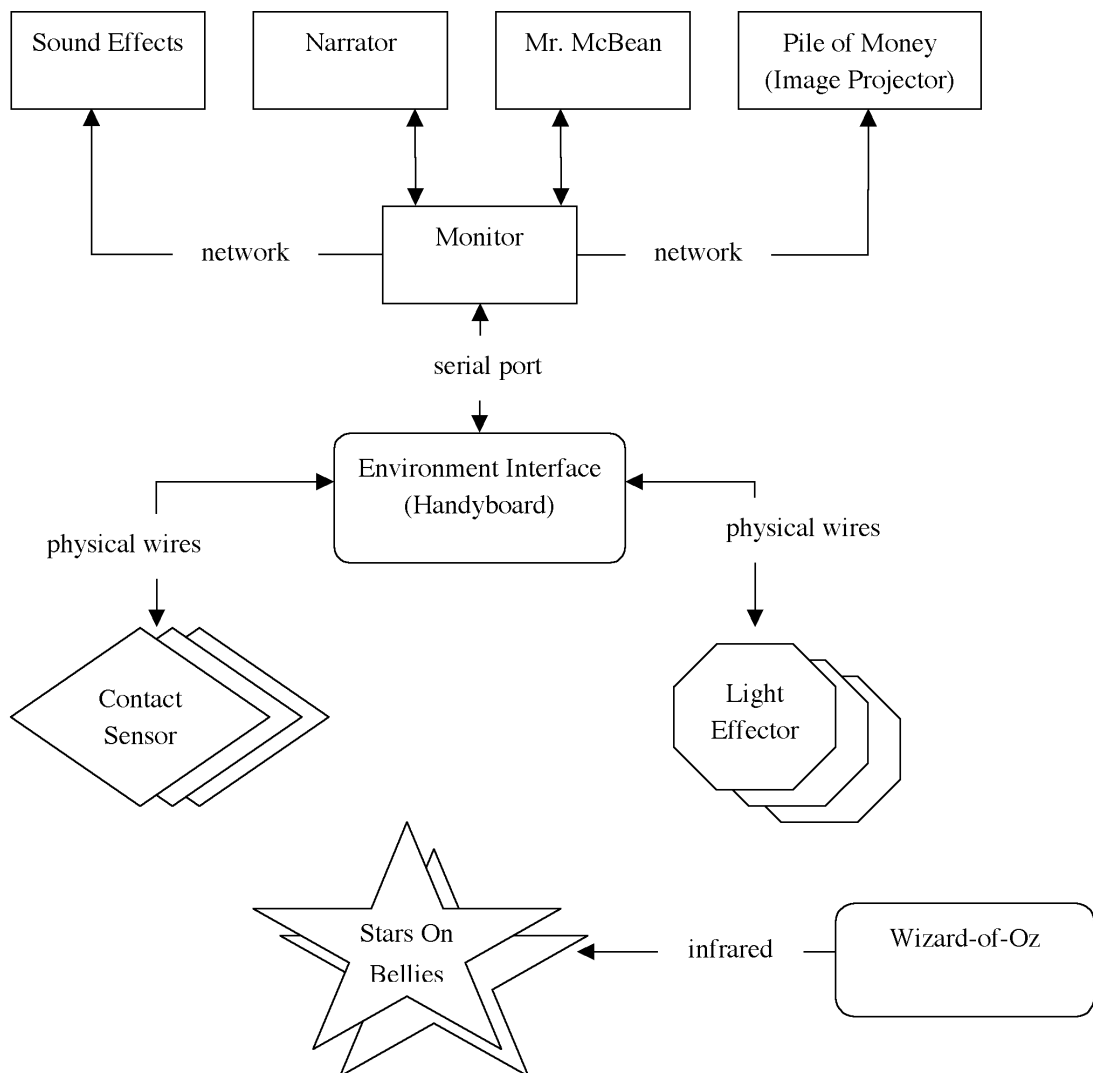 Sound Effects
Narrator
Mr. McBean
Pile of Money
(Image Projector)
Monitor
network
network
serial port
Environment Interface
(Handyboard)
physical wires
physical wires
Contact
Sensor
Light
Effector
Stars On
Bellies
infrared
Wizard-of-Oz